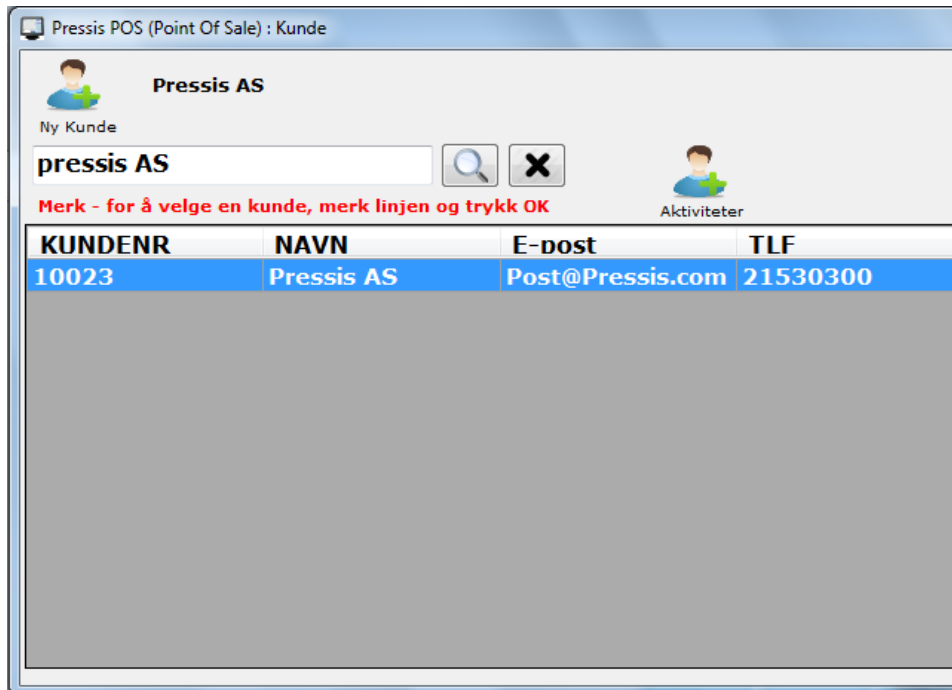 Pressis POS (Point Of Sale) : Kunde
Pressis AS
Ny Kunde
pressis AS
Merk - for å velge en kunde, merk linjen og trykk OK
Aktiviteter
KUNDENR NAVN E-post TLF
10023 Pressis AS Post@Pressis.com 21530300